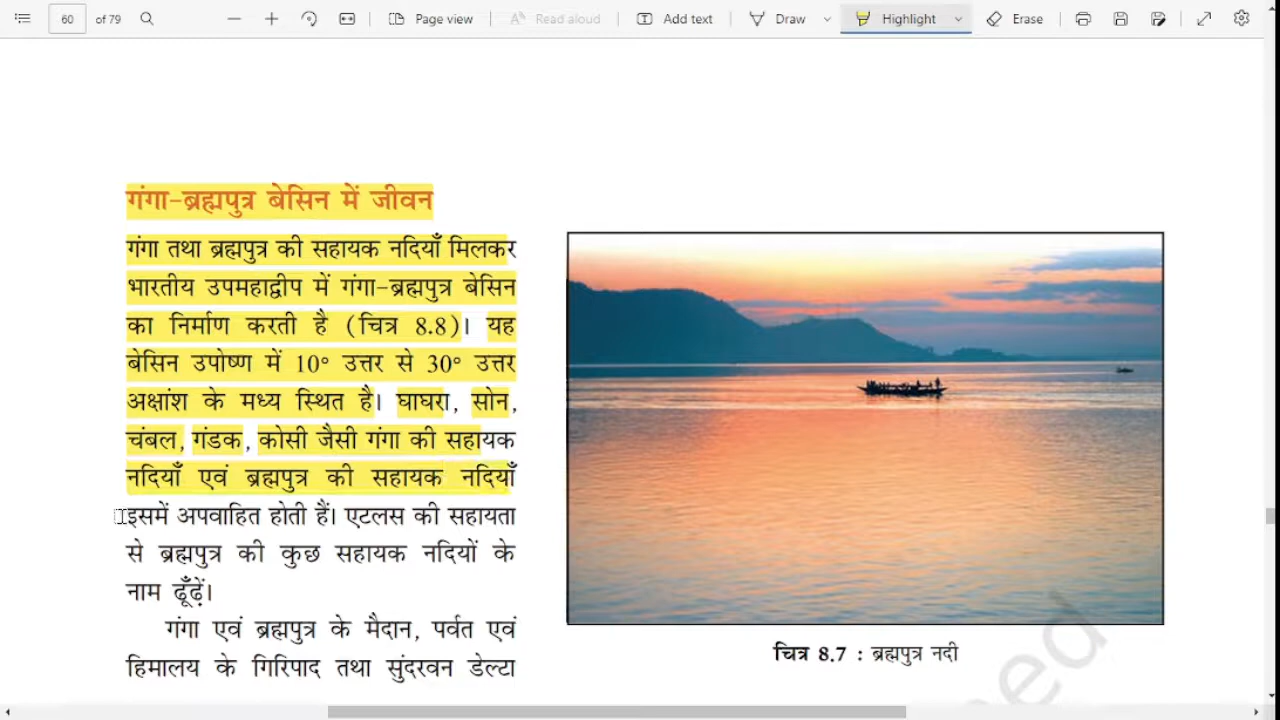 60 of 79 Page view Read aloud Add text Draw Highlight Erase
गंगा-ब्रह्मपुत्र बेसिन में जीवन
गंगा तथा ब्रह्मपुत्र की सहायक नदियाँ मिलकर
भारतीय उपमहाद्वीप में गंगा-ब्रह्मपुत्र बेसिन
का निर्माण करती है (चित्र 8.8)। यह
बेसिन उपोष्ण में 10° उत्तर से 30° उत्तर
अक्षांश के मध्य स्थित है। घाघरा, सोन,
चंबल, गंडक, कोसी जैसी गंगा की सहायक
नदियाँ एवं ब्रह्मपुत्र की सहायक नदियाँ
इसमें अपवाहित होती हैं। एटलस की सहायता
से ब्रह्मपुत्र की कुछ सहायक नदियों के
नाम ढूँढ़ें।
गंगा एवं ब्रह्मपुत्र के मैदान, पर्वत एवं
हिमालय के गिरिपाद तथा सुंदरवन डेल्टा
चित्र 8.7 : ब्रह्मपुत्र नदी